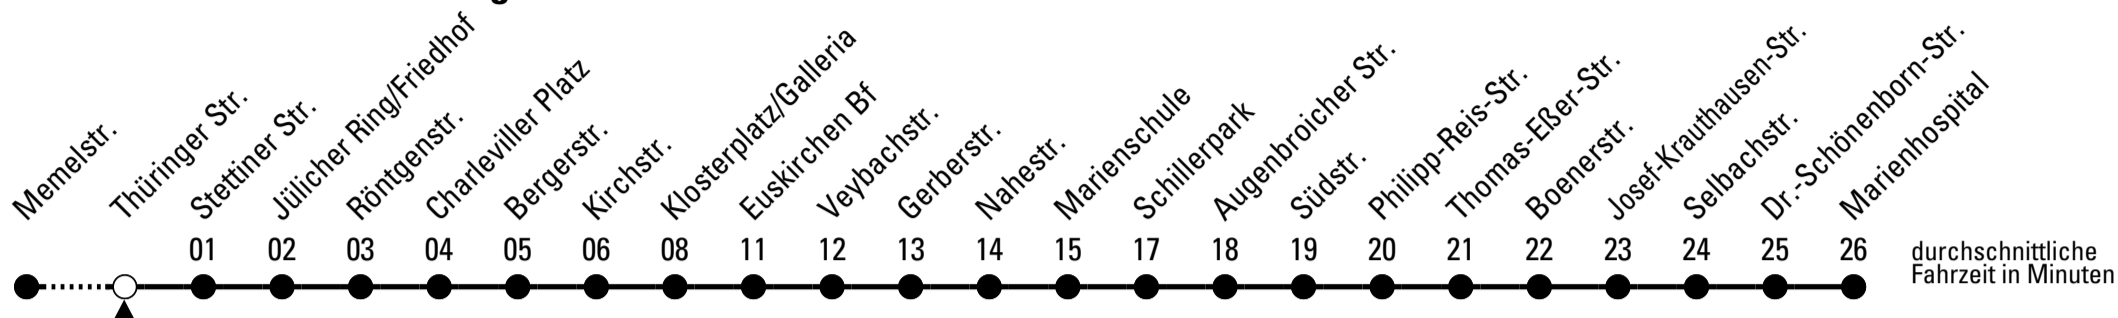 Memelstr.
Thüringer Str.
Stettiner Str.
Jülicher Ring/Friedhof
Röntgenstr.
Charleviller Platz
Bergerstr.
Kirchstr.
Klosterplatz/Galleria
Euskirchen Bf
Veybachstr.
Gerberstr.
Nahestr.
Marienschule
Schillerpark
Augenbroicher Str.
Südstr.
Philipp-Reis-Str.
Thomas-Eßer-Str.
Boenerstr.
Josef-Krauthausen-Str.
Selbachstr.
Dr.-Schönenborn-Str.
Marienhospital
01 02 03 04 05 06 08 11 12 13 14 15 17 18 19 20 21 22 23 24 25 26
durchschnittliche
Fahrzeit in Minuten